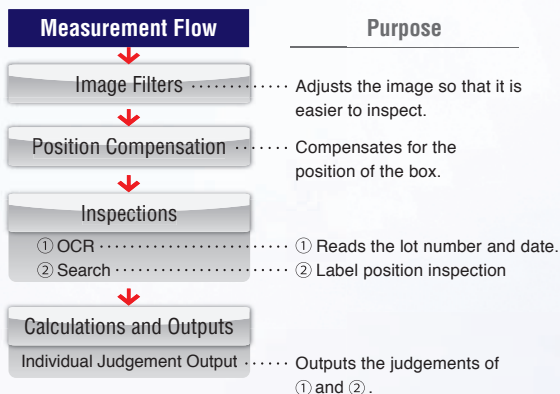 Measurement Flow Purpose
Image Filters ・・・・・・・・・・・・・ Adjusts the image so that it is
easier to inspect.
Position Compensation ・・・・・・・ Compensates for the
position of the box.
Inspections
① OCR ・・・・・・・・・・・・・・・・・・・・・・・・ ① Reads the lot number and date.
② Search ・・・・・・・・・・・・・・・・・・・・・・ ② Label position inspection
Calculations and Outputs
Individual Judgement Output ・・・・・・ Outputs the judgements of
① and ② .